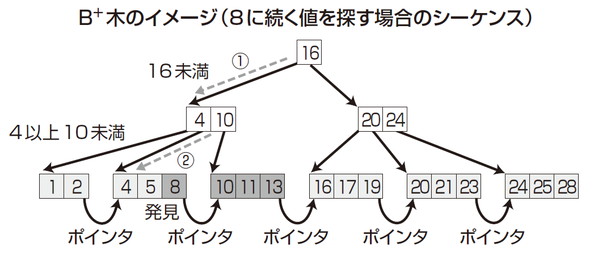 B+木のイメージ(8に続く値を探す場合のシーケンス)
16
①
16未満
4 10
20 24
4以上10未満
②
1 2
4 5 8
10 11 13
16 17 19
20 21 23
24 25 28
発見
ポインタ ポインタ ポインタ ポインタ ポインタ